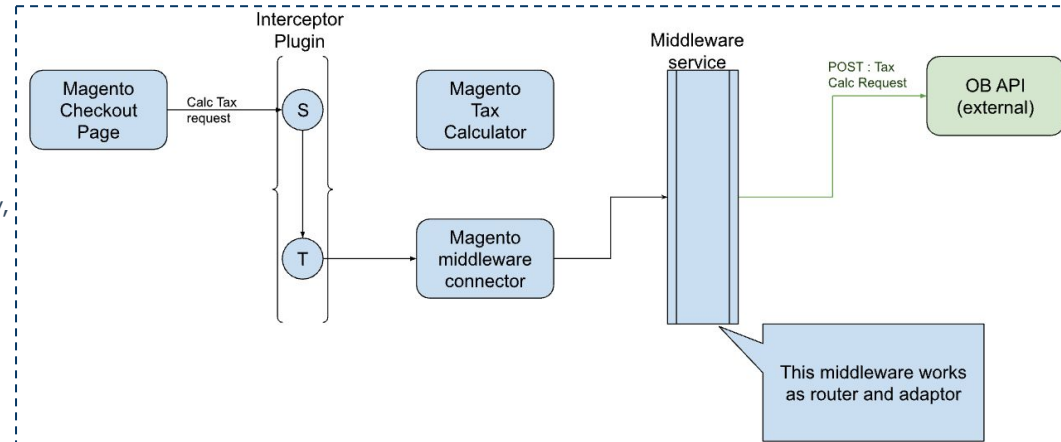 Interceptor
Plugin
Middleware
service
Magento
Checkout
Page
Calc Tax
request
S
Magento
Tax
Calculator
POST : Tax
Calc Request
OB API
(external)
T
Magento
middleware
connector
This middleware works
as router and adaptor